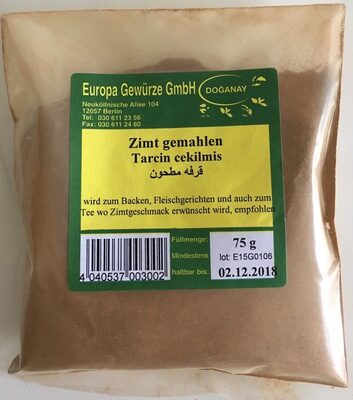 Europa Gewürze GmbH
DOĞANAY
Neuköllnische Allee 104
12057 Berlin
Tel: 030 611 23 56
Fax: 030 611 24 80
Zimt gemahlen
Tarcin cekilmis
قرفه مطحون
wird zum Backen, Fleischgerichten und auch zum
Tee wo Zimtgeschmack erwünscht wird, empfohlen
Füllmenge: 75 g
Mindestens lot: E15G0106
haltbar bis: 02.12.2018
4 040537 003002